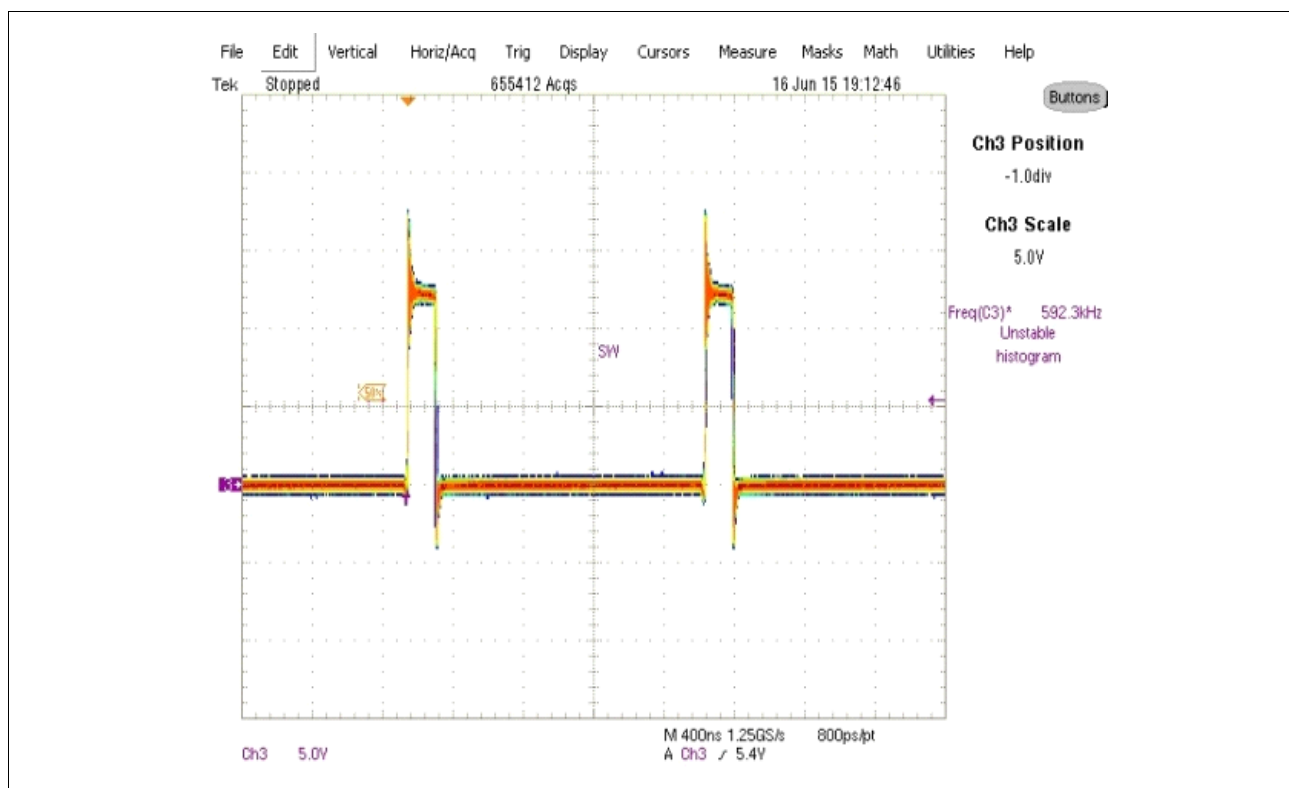 File Edit Vertical Horiz/Acq Trig Display Cursors Measure Masks Math Utilities Help
Tek Stopped 655412 Acqs 16 Jun 15 19:12:46
Buttons
Ch3 Position
-1.0div
Ch3 Scale
5.0V
Freq(C3)* 592.3kHz
Unstable
histogram
SW
50%
3
M 400ns 1.25GS/s 800ps/pt
Ch3 5.0V
A Ch3 ∫ 5.4V